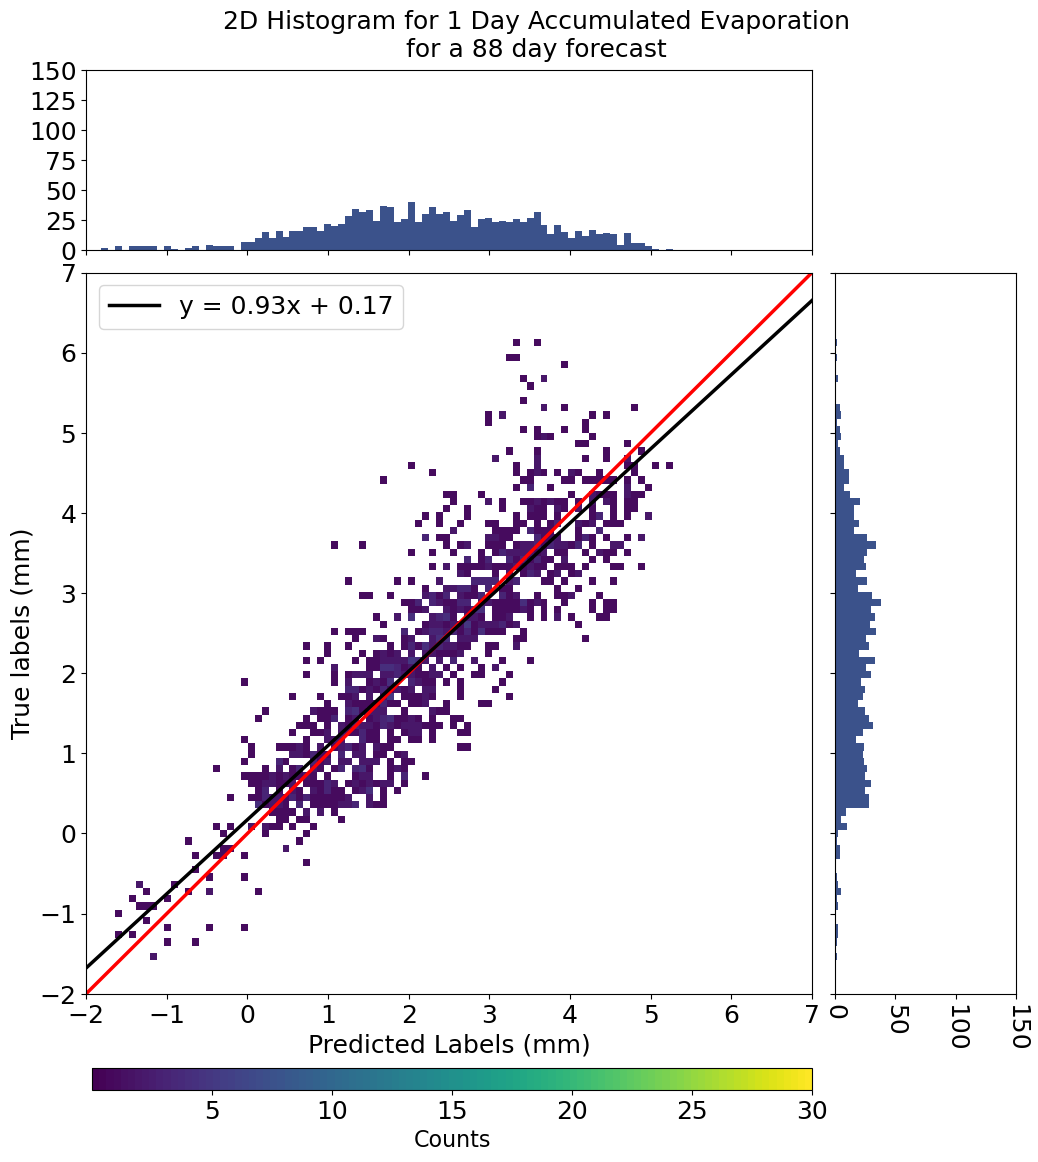 2D Histogram for 1 Day Accumulated Evaporation
for a 88 day forecast
150
125
100
75
50
25
0
7
6
5
4
3
2
1
0
−1
−2
True labels (mm)
y = 0.93x + 0.17
−2 −1 0 1 2 3 4 5 6 7
Predicted Labels (mm)
0 50 100 150
5 10 15 20 25 30
Counts